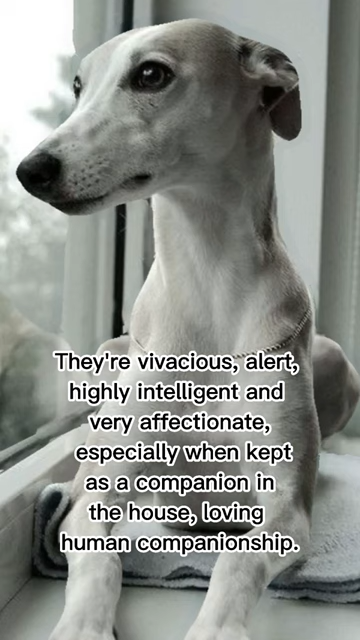 They're vivacious, alert,
highly intelligent and
very affectionate,
especially when kept
as a companion in
the house, loving
human companionship.